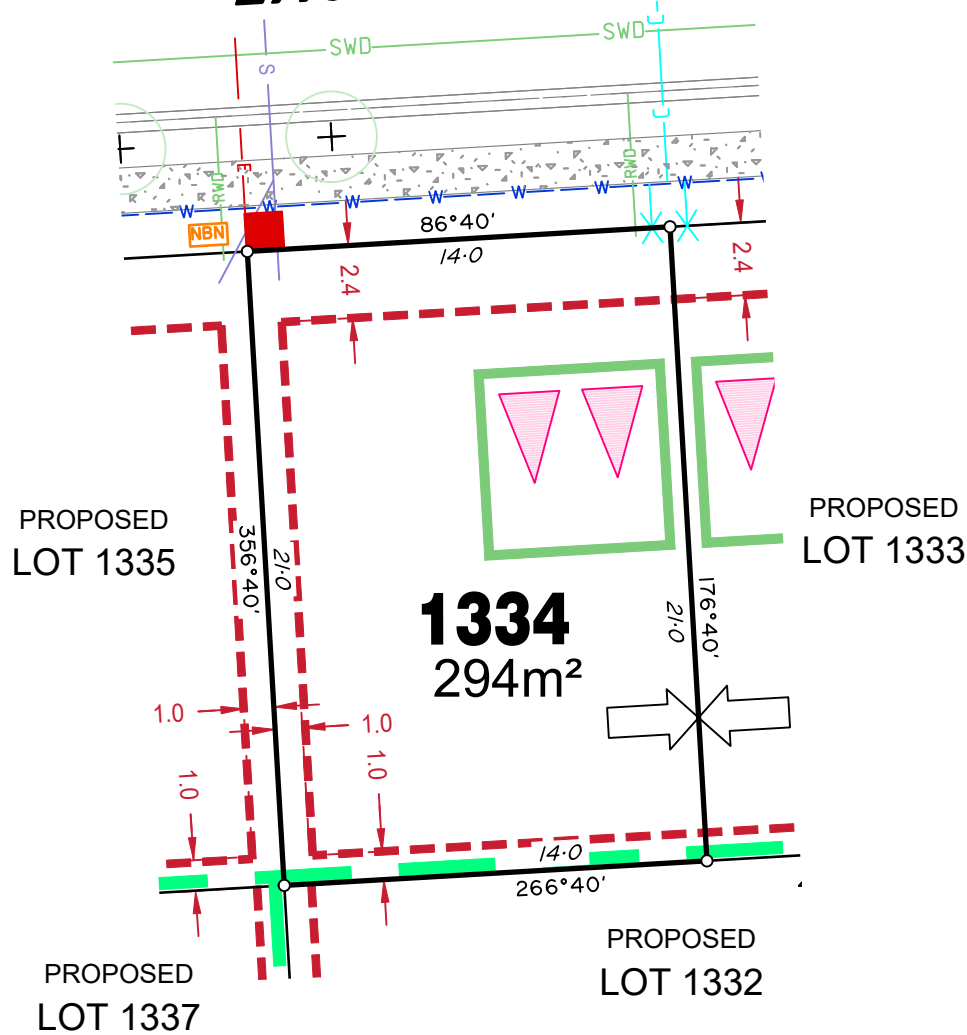 SWD
SWD
S
E
RWD
RWD
W
W
W
W
W
W
W
NBN
86°40'
14·0
2.4
2.4
PROPOSED
LOT 1335
356°40'
21·0
PROPOSED
LOT 1333
1334
294m²
176°40'
21·0
1.0
1.0
1.0
1.0
14·0
266°40'
PROPOSED
LOT 1332
PROPOSED
LOT 1337